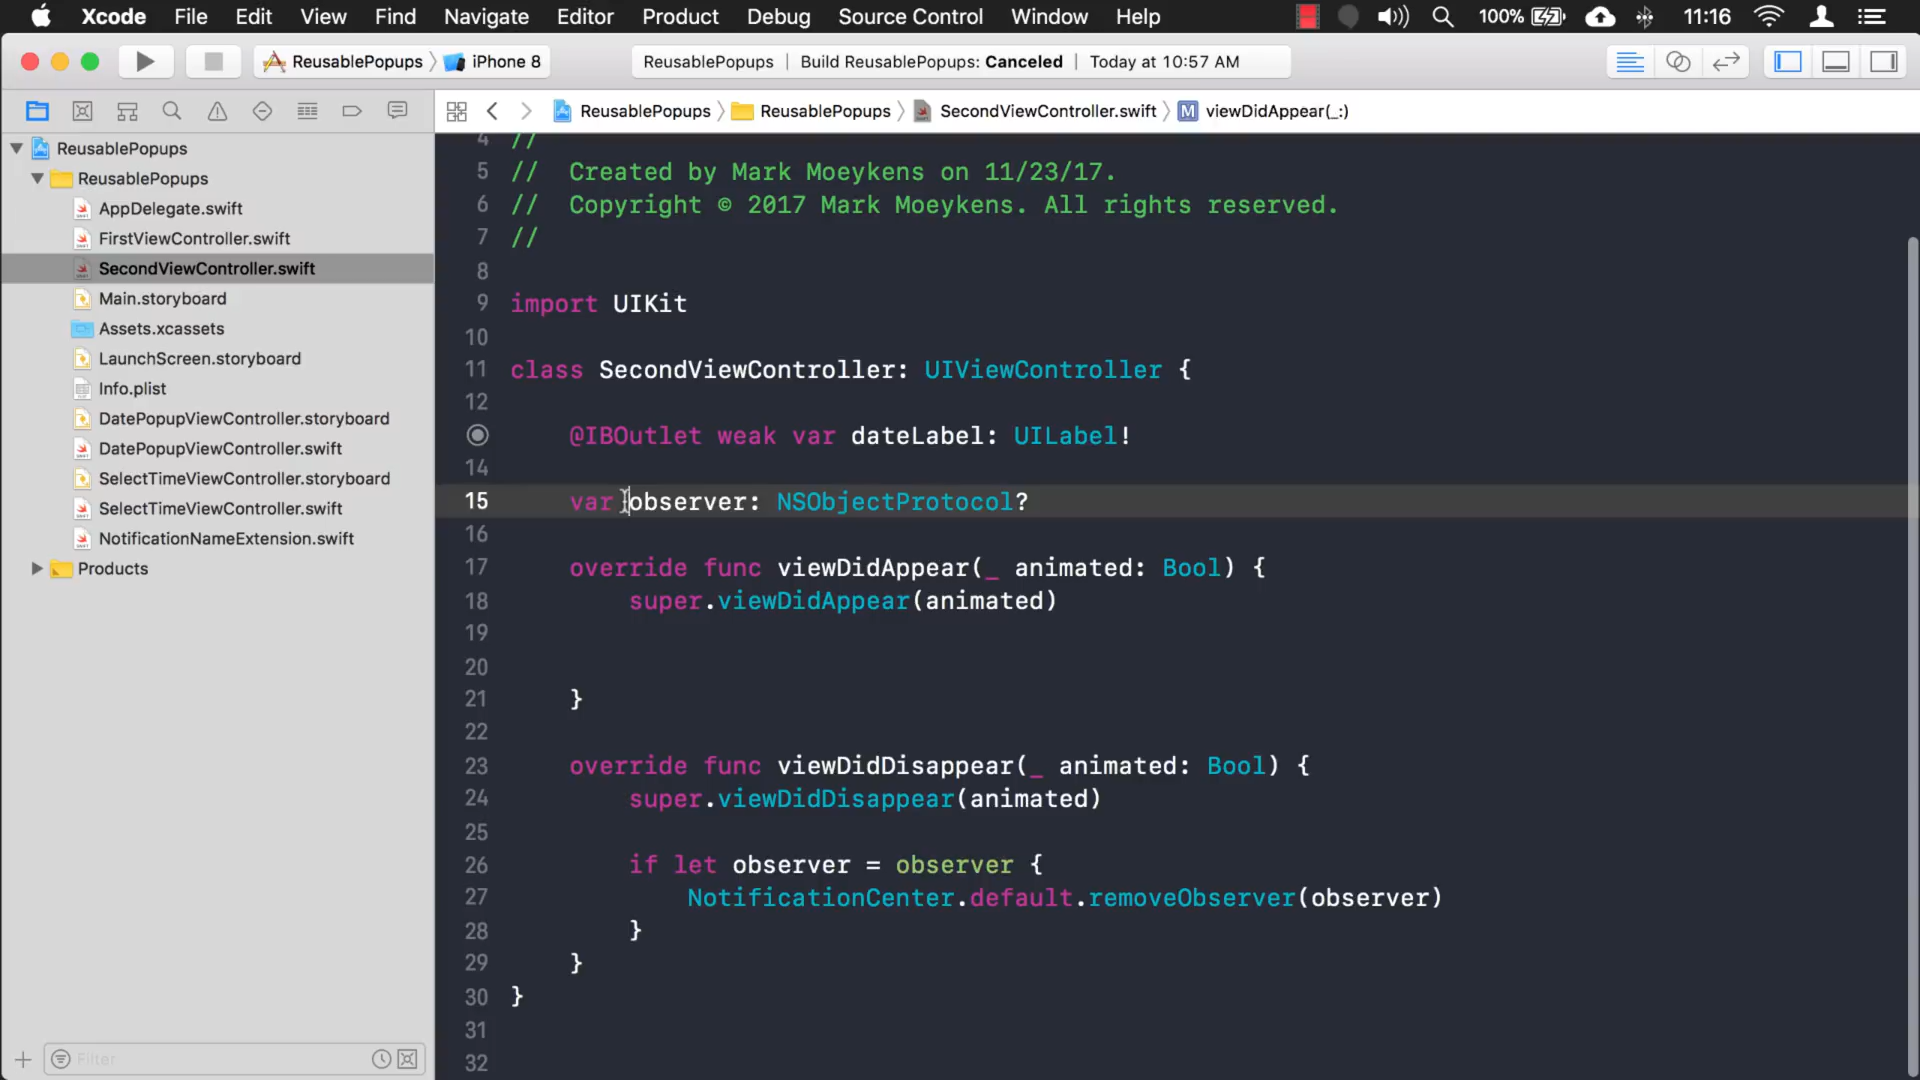 Xcode File Edit View Find Navigate Editor Product Debug Source Control Window Help 100% 11:16
ReusablePopups iPhone 8 ReusablePopups | Build ReusablePopups: Canceled | Today at 10:57 AM
ReusablePopups ReusablePopups SecondViewController.swift M viewDidAppear(_:)
ReusablePopups
ReusablePopups
AppDelegate.swift
FirstViewController.swift
SecondViewController.swift
Main.storyboard
Assets.xcassets
LaunchScreen.storyboard
Info.plist
DatePopupViewController.storyboard
DatePopupViewController.swift
SelectTimeViewController.storyboard
SelectTimeViewController.swift
NotificationNameExtension.swift
Products
Filter
4 //
5 // Created by Mark Moeykens on 11/23/17.
6 // Copyright © 2017 Mark Moeykens. All rights reserved.
7 //
8
9 import UIKit
10
11 class SecondViewController: UIViewController {
12
@IBOutlet weak var dateLabel: UILabel!
14
15 var observer: NSObjectProtocol?
16
17 override func viewDidAppear(_ animated: Bool) {
18 super.viewDidAppear(animated)
19
20
21 }
22
23 override func viewDidDisappear(_ animated: Bool) {
24 super.viewDidDisappear(animated)
25
26 if let observer = observer {
27 NotificationCenter.default.removeObserver(observer)
28 }
29 }
30 }
31
32